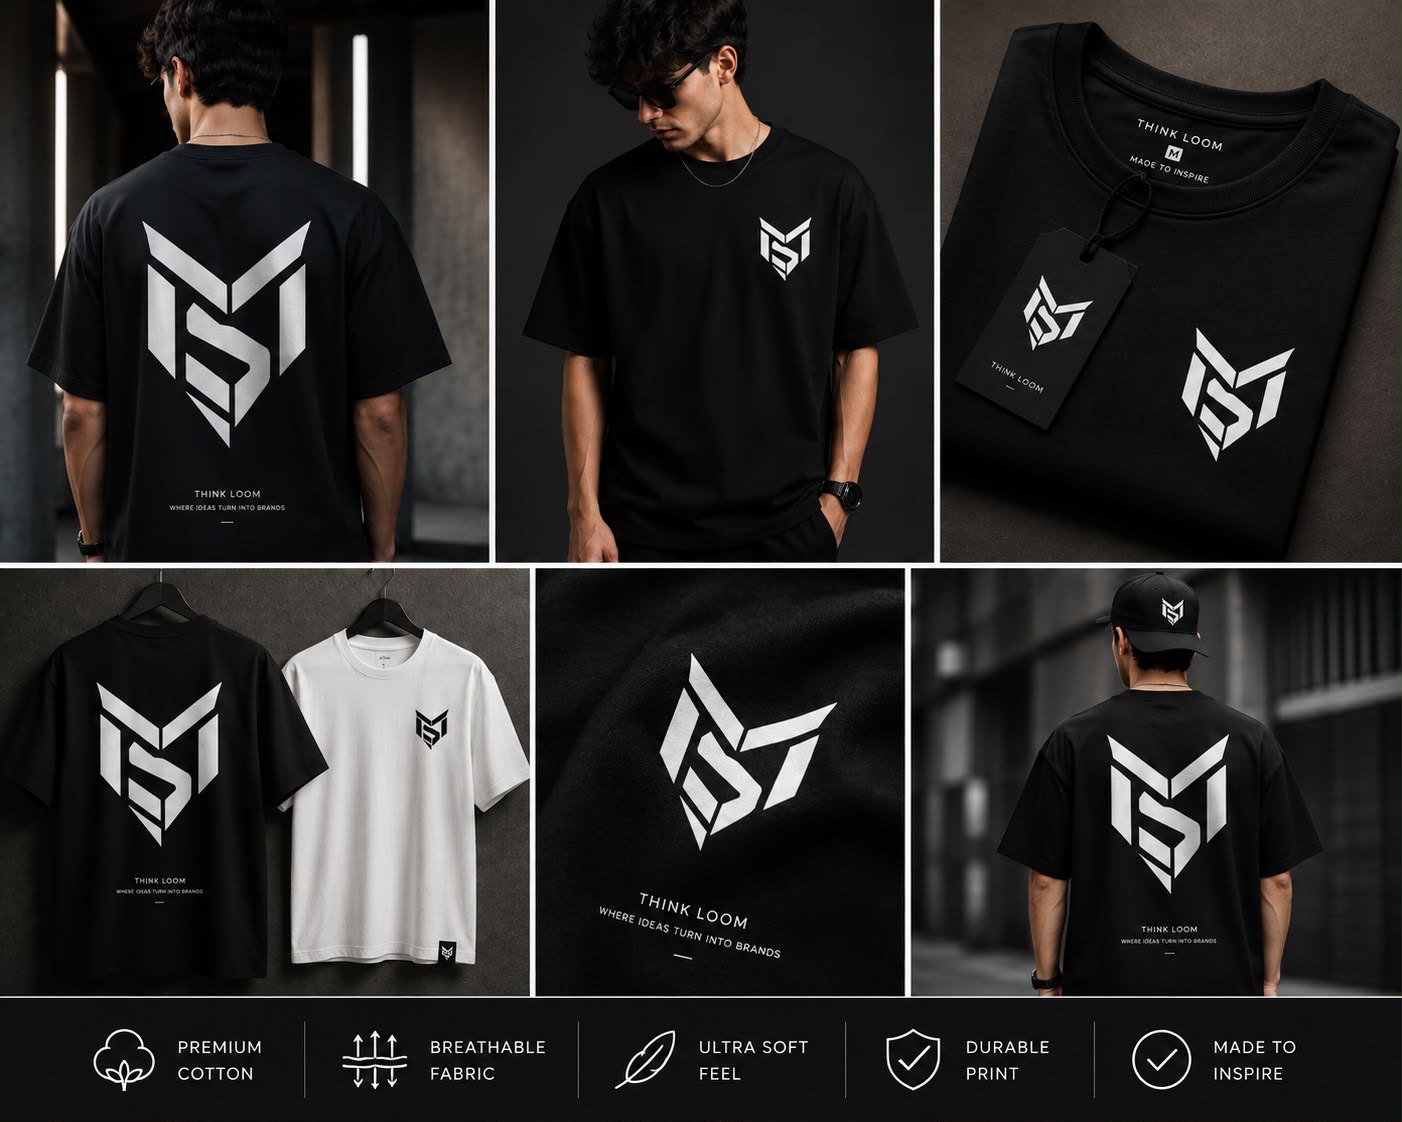 THINK LOOM
WHERE IDEAS TURN INTO BRANDS
THINK LOOM
M
MADE TO INSPIRE
THINK LOOM
THINK LOOM
WHERE IDEAS TURN INTO BRANDS
THINK LOOM
WHERE IDEAS TURN INTO BRANDS
THINK LOOM
WHERE IDEAS TURN INTO BRANDS
PREMIUM
COTTON
BREATHABLE
FABRIC
ULTRA SOFT
FEEL
DURABLE
PRINT
MADE TO
INSPIRE